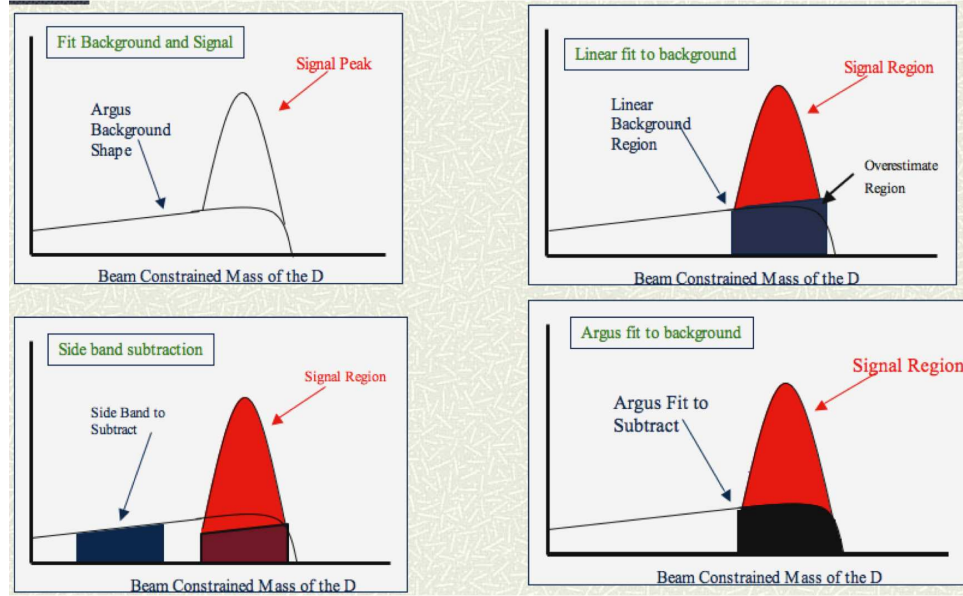 Fit Background and Signal
Signal Peak
Argus
Background
Shape
Beam Constrained Mass of the D
Linear fit to background
Signal Region
Linear
Background
Region
Overestimate
Region
Beam Constrained Mass of the D
Side band subtraction
Signal Region
Side Band to
Subtract
Beam Constrained Mass of the D
Argus fit to background
Signal Region
Argus Fit to
Subtract
Beam Constrained Mass of the D